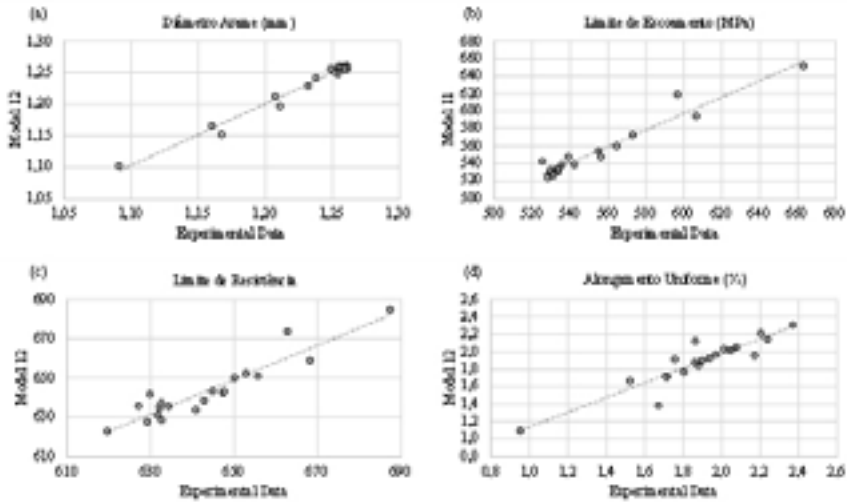 (a)
Diâmetro Arame (mm)
1,30
1,25
1,20
1,15
1,10
1,05
Model 12
1,05 1,10 1,15 1,20 1,25 1,30
Experimental Data
(b)
Limite de Escoamento (MPa)
680
660
640
620
600
580
560
540
520
500
Model 11
500 520 540 560 580 600 620 640 660 680
Experimental Data
(c)
Limite de Resistência
690
670
650
630
610
Model 12
610 630 650 670 690
Experimental Data
(d)
Alongamento Uniforme (%)
2,6
2,4
2,2
2,0
1,8
1,6
1,4
1,2
1,0
0,8
Model 12
0,8 1,0 1,2 1,4 1,6 1,8 2,0 2,2 2,4 2,6
Experimental Data